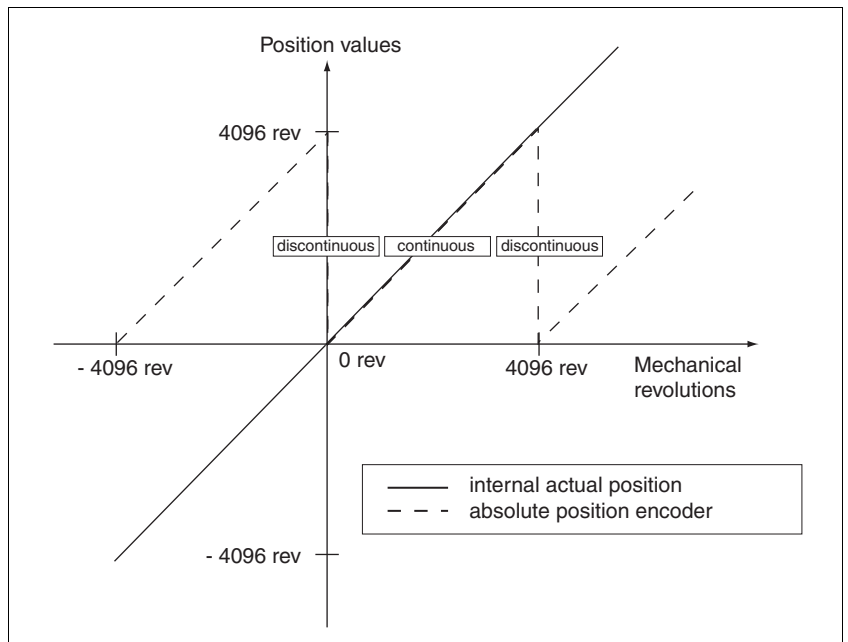 Position values
4096 rev
discontinuous
continuous
discontinuous
0 rev
- 4096 rev
4096 rev
Mechanical
revolutions
internal actual position
absolute position encoder
- 4096 rev